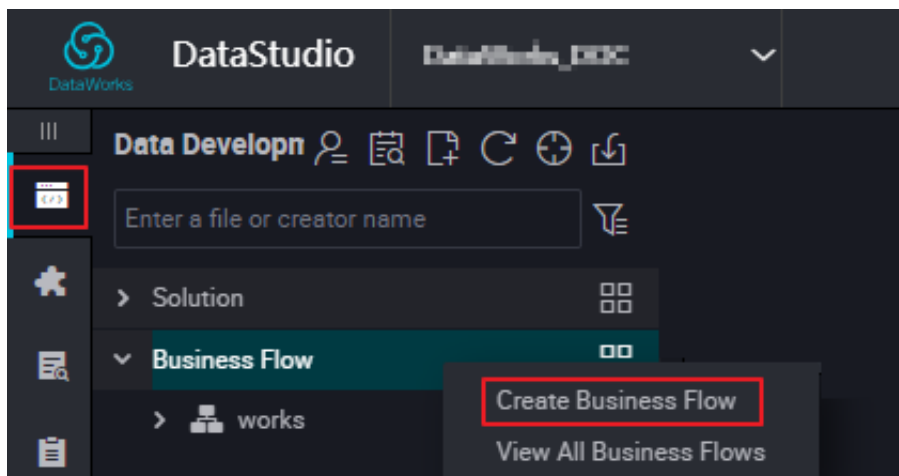 DataWorks
DataStudio
Data Developm
Enter a file or creator name
Solution
Business Flow
works
Create Business Flow
View All Business Flows